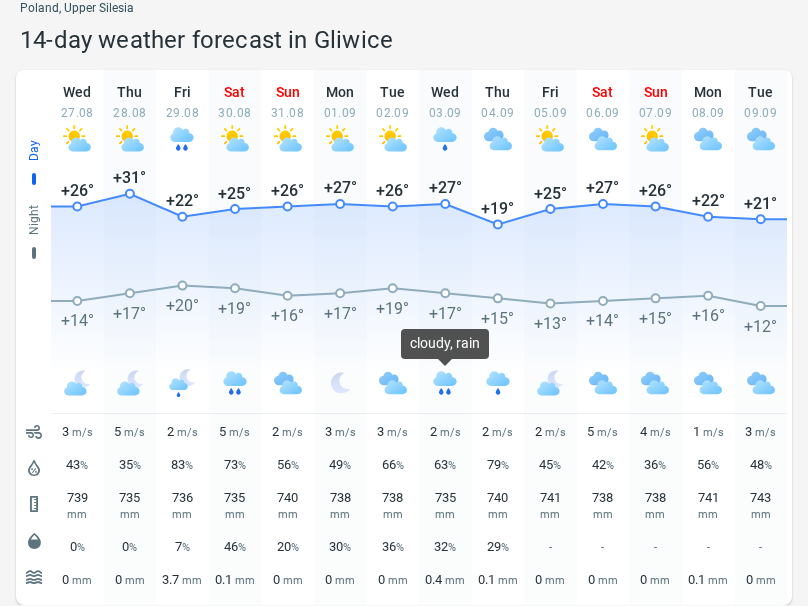 Poland, Upper Silesia
14-day weather forecast in Gliwice
Wed Thu Fri Sat Sun Mon Tue Wed Thu Fri Sat Sun Mon Tue
27.08 28.08 29.08 30.08 31.08 01.09 02.09 03.09 04.09 05.09 06.09 07.09 08.09 09.09
Day
+26° +31° +22° +25° +26° +27° +26° +27° +19° +25° +27° +26° +22° +21°
Night
+14° +17° +20° +19° +16° +17° +19° +17° +15° +13° +14° +15° +16° +12°
cloudy, rain
3 m/s 5 m/s 2 m/s 5 m/s 2 m/s 3 m/s 3 m/s 2 m/s 2 m/s 2 m/s 5 m/s 4 m/s 1 m/s 3 m/s
43% 35% 83% 73% 56% 49% 66% 63% 79% 45% 42% 36% 56% 48%
739 735 736 735 740 738 738 735 740 741 738 738 741 743
mm mm mm mm mm mm mm mm mm mm mm mm mm mm
0% 0% 7% 46% 20% 30% 36% 32% 29% - - - - -
0 mm 0 mm 3.7 mm 0.1 mm 0 mm 0 mm 0 mm 0.4 mm 0.1 mm 0 mm 0 mm 0 mm 0.1 mm 0 mm